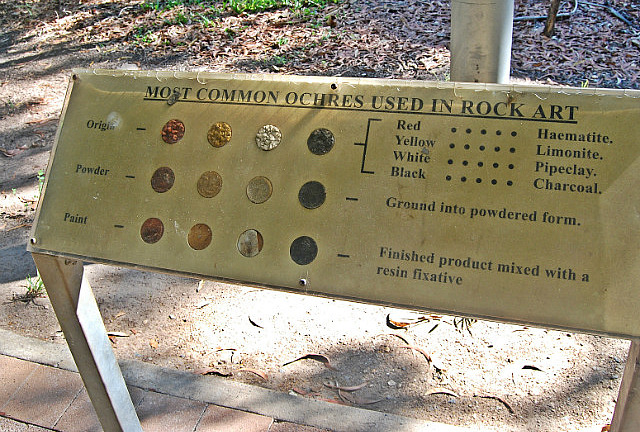 MOST COMMON OCHRES USED IN ROCK ART
Origin – Red ..... Haematite.
Yellow ..... Limonite.
White ..... Pipeclay.
Black ..... Charcoal.
Powder – – Ground into powdered form.
Paint – – Finished product mixed with a
resin fixative